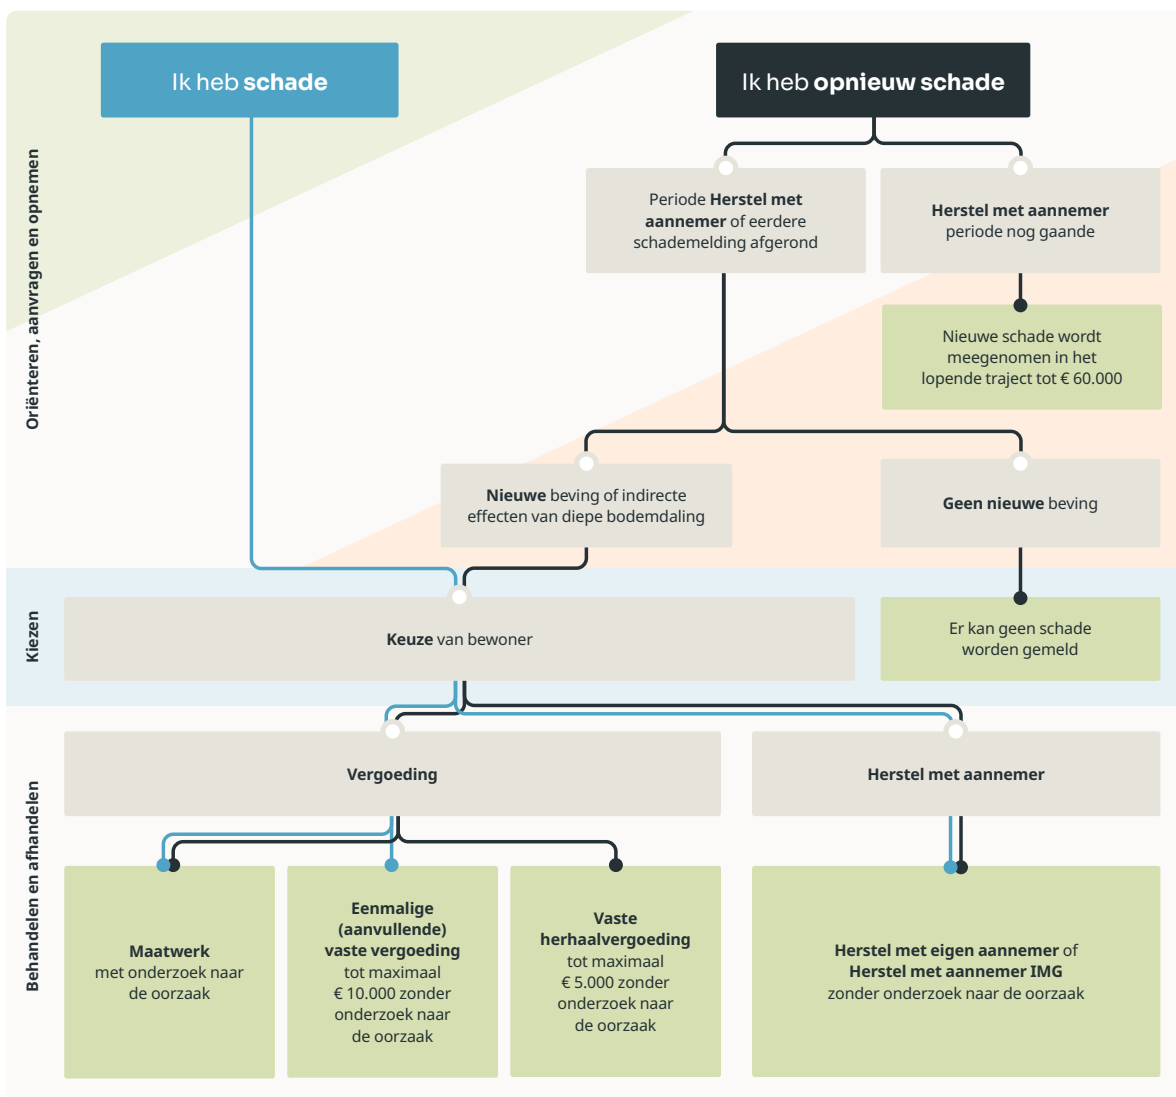 Oriënteren, aanvragen en opnemen
Ik heb schade
Ik heb opnieuw schade
Periode Herstel met
aannemer of eerdere
schademelding afgerond
Herstel met aannemer
periode nog gaande
Nieuwe schade wordt
meegenomen in het
lopende traject tot € 60.000
Nieuwe beving of indirecte
effecten van diepe bodemdaling
Geen nieuwe beving
Kiezen
Keuze van bewoner
Er kan geen schade
worden gemeld
Behandelen en afhandelen
Vergoeding
Herstel met aannemer
Maatwerk
met onderzoek naar
de oorzaak
Eenmalige
(aanvullende)
vaste vergoeding
tot maximaal
€ 10.000 zonder
onderzoek naar
de oorzaak
Vaste
herhaalvergoeding
tot maximaal
€ 5.000 zonder
onderzoek naar
de oorzaak
Herstel met eigen aannemer of
Herstel met aannemer IMG
zonder onderzoek naar de oorzaak